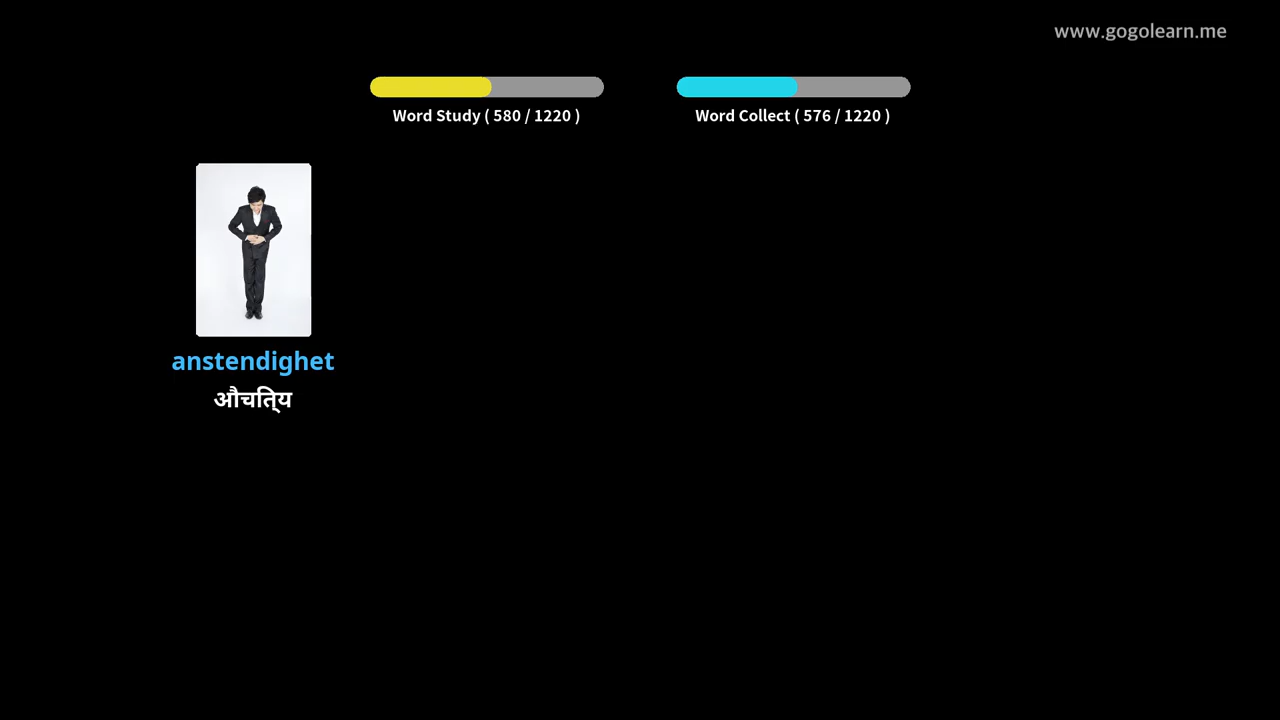 www.gogolearn.me
Word Study ( 580 / 1220 )
Word Collect ( 576 / 1220 )
anstendighet
औचित्य